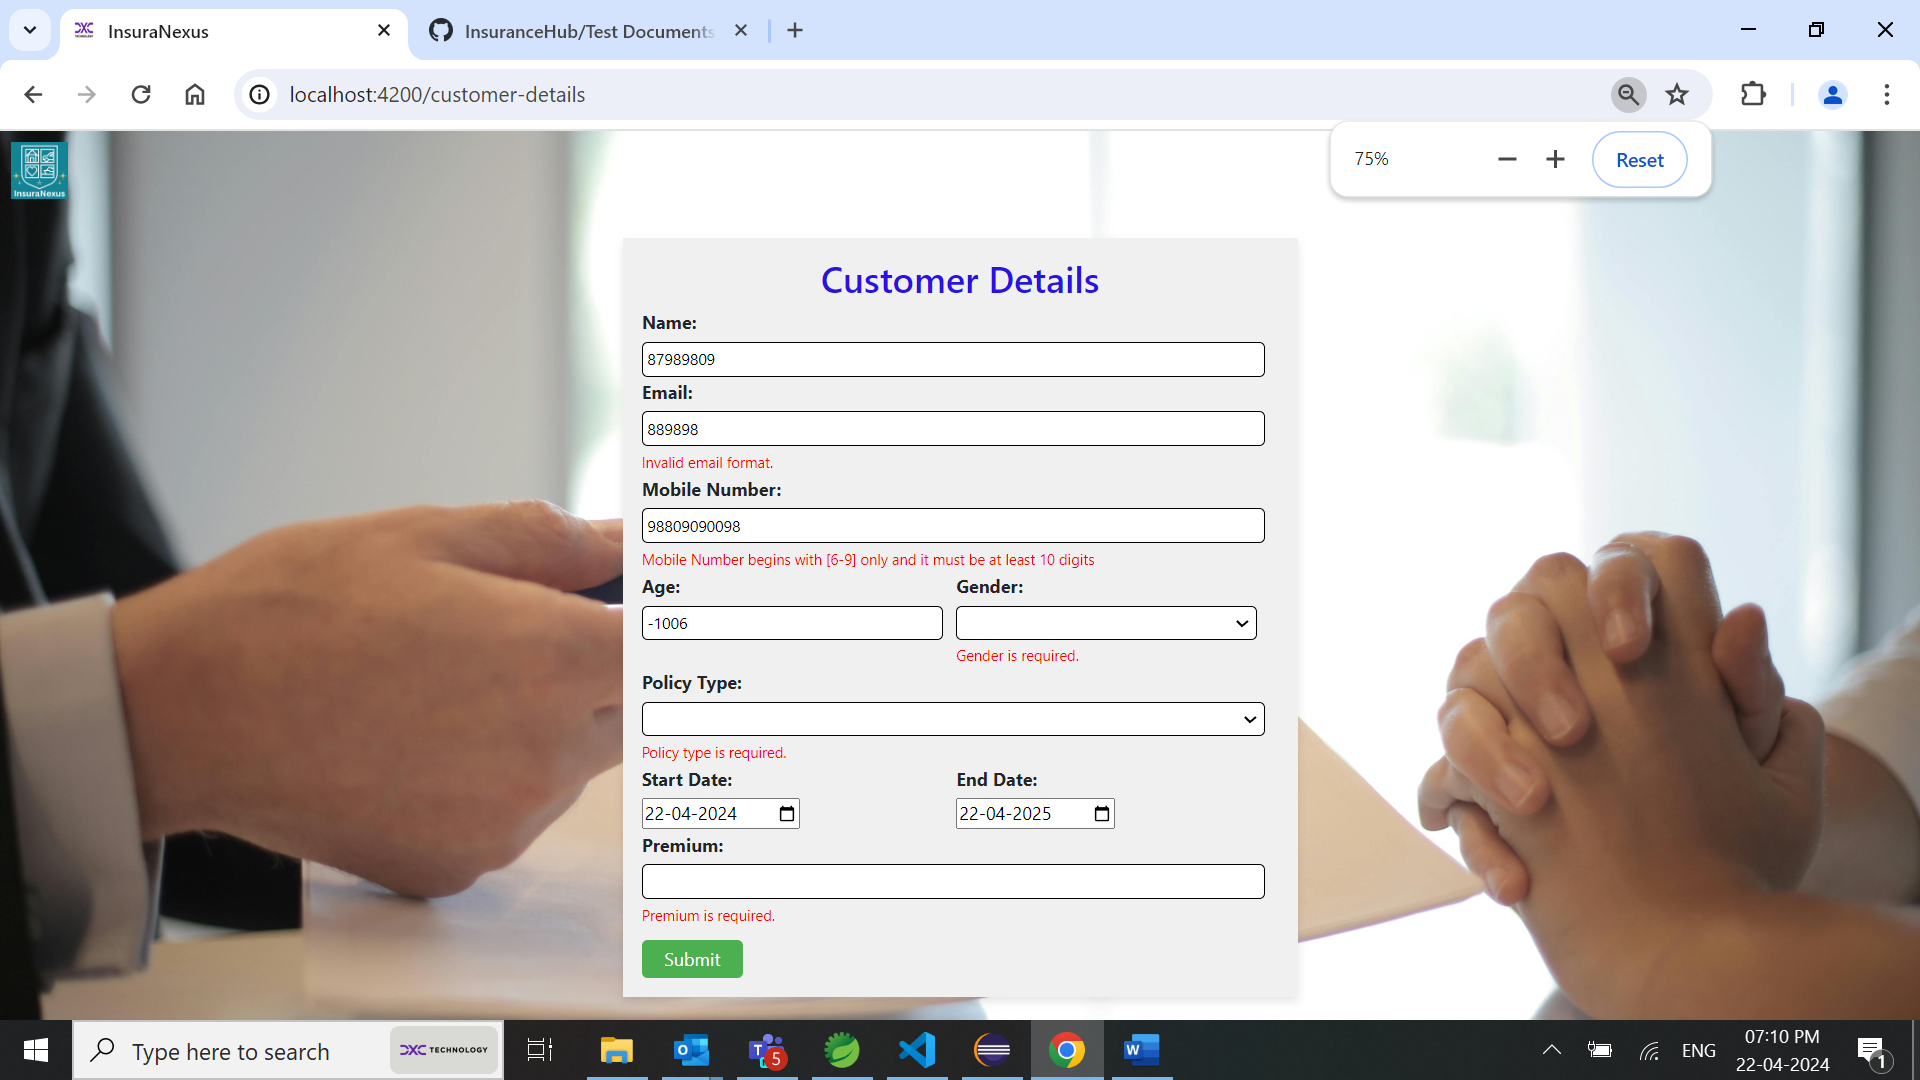 InsuraNexus
InsuranceHub/Test Documents
localhost:4200/customer-details
75%
Reset
InsuraNexus
Customer Details
Name:
87989809
Email:
889898
Invalid email format.
Mobile Number:
98809090098
Mobile Number begins with [6-9] only and it must be at least 10 digits
Age:
Gender:
-1006
Gender is required.
Policy Type:
Policy type is required.
Start Date:
End Date:
22-04-2024
22-04-2025
Premium:
Premium is required.
Submit
Type here to search
DXC TECHNOLOGY
5
ENG
07:10 PM
22-04-2024
1